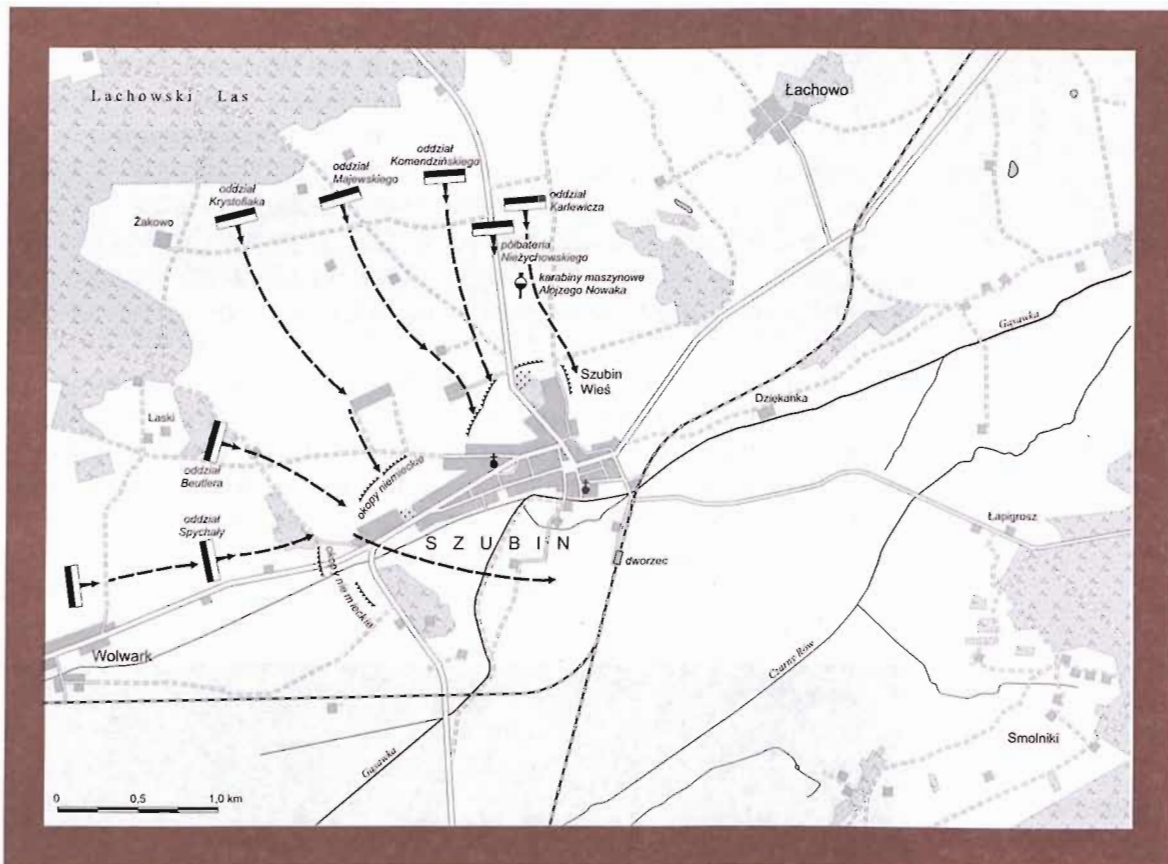 Lachowski Las
Łachowo
oddział
Komendzińskiego
oddział
Majewskiego
oddział
Krystofiaka
oddział
Karlewicza
Żakowo
półbateria
Nieżychowskiego
karabiny maszynowe
Alojzego Nowaka
Gąsawka
Szubin
Wieś
Dziękanka
Laski
oddział
Beutlera
okopy niemieckie
oddział
Spychały
Łapigrosz
SZUBIN
dworzec
okopy niemieckie
Wolwark
Czarny Rów
Smolniki
Gąsawka
0 0,5 1,0 km